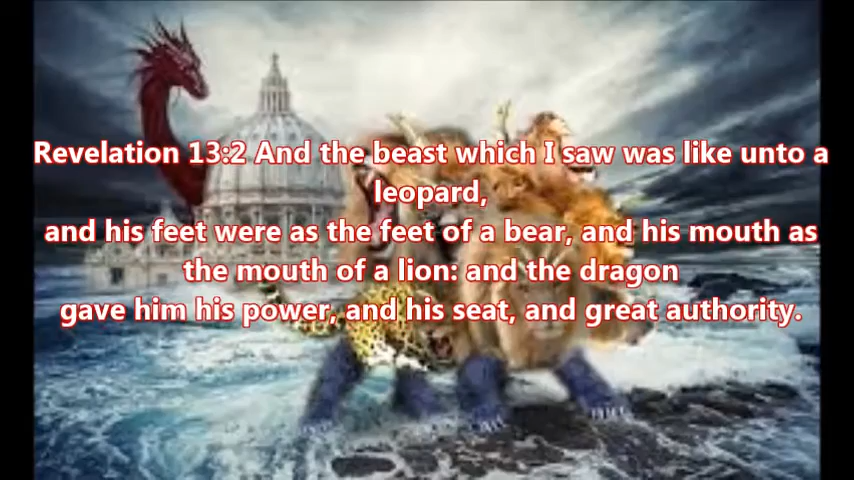 Revelation 13:2 And the beast which I saw was like unto a
leopard,
and his feet were as the feet of a bear, and his mouth as
the mouth of a lion: and the dragon
gave him his power, and his seat, and great authority.